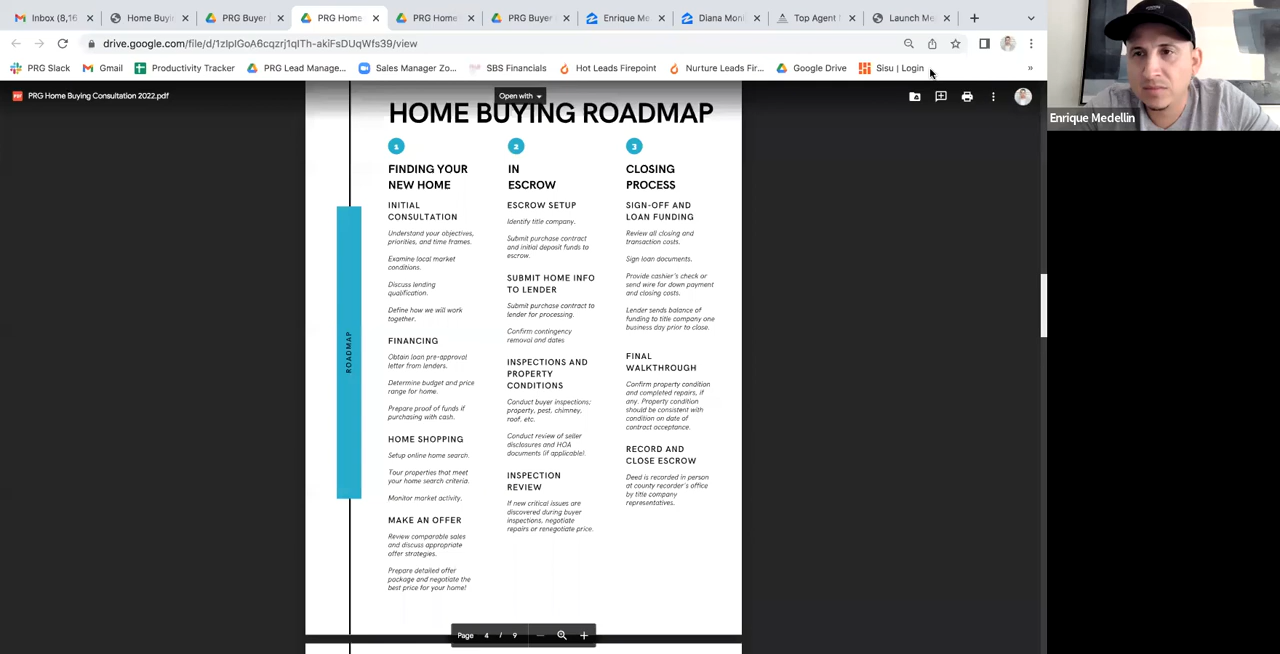 Inbox (8,16
Home Buyi
PRG Buyer
PRG Home
PRG Home
PRG Buyer
Enrique Me
Diana Mon
Top Agent
Launch Me
drive.google.com/file/d/1zIpIGoA6cqzrj1qITh-akiFsDUqWfs39/view
PRG Slack
Gmail
Productivity Tracker
PRG Lead Manage...
Sales Manager Zo...
SBS Financials
Hot Leads Firepoint
Nurture Leads Fir...
Google Drive
Sisu | Login
»
PRG Home Buying Consultation 2022.pdf
Open with
Enrique Medellin
HOME BUYING ROADMAP
ROADMAP
1
FINDING YOUR
NEW HOME
INITIAL
CONSULTATION
Understand your objectives,
priorities, and time frames.
Examine local market
conditions.
Discuss lending
qualification.
Define how we will work
together.
FINANCING
Obtain loan pre-approval
letter from lenders.
Determine budget and price
range for home.
Prepare proof of funds if
purchasing with cash.
HOME SHOPPING
Setup online home search.
Tour properties that meet
your home search criteria.
Monitor market activity.
MAKE AN OFFER
Review comparable sales
and discuss appropriate
offer strategies.
Prepare detailed offer
package and negotiate the
best price for your home!
2
IN
ESCROW
ESCROW SETUP
Identify title company.
Submit purchase contract
and initial deposit funds to
escrow.
SUBMIT HOME INFO
TO LENDER
Submit purchase contract to
lender for processing.
Confirm contingency
removal and dates
INSPECTIONS AND
PROPERTY
CONDITIONS
Conduct buyer inspections;
property, pest, chimney,
roof, etc.
Conduct review of seller
disclosures and HOA
documents (if applicable).
INSPECTION
REVIEW
If new critical issues are
discovered during buyer
inspections, negotiate
repairs or renegotiate price.
3
CLOSING
PROCESS
SIGN-OFF AND
LOAN FUNDING
Review all closing and
transaction costs.
Sign loan documents.
Provide cashier's check or
send wire for down payment
and closing costs.
Lender sends balance of
funding to title company one
business day prior to close.
FINAL
WALKTHROUGH
Confirm property condition
and completed repairs, if
any. Property condition
should be consistent with
condition on date of
contract acceptance.
RECORD AND
CLOSE ESCROW
Deed is recorded in person
at county recorder's office
by title company
representatives.
Page 4 / 9